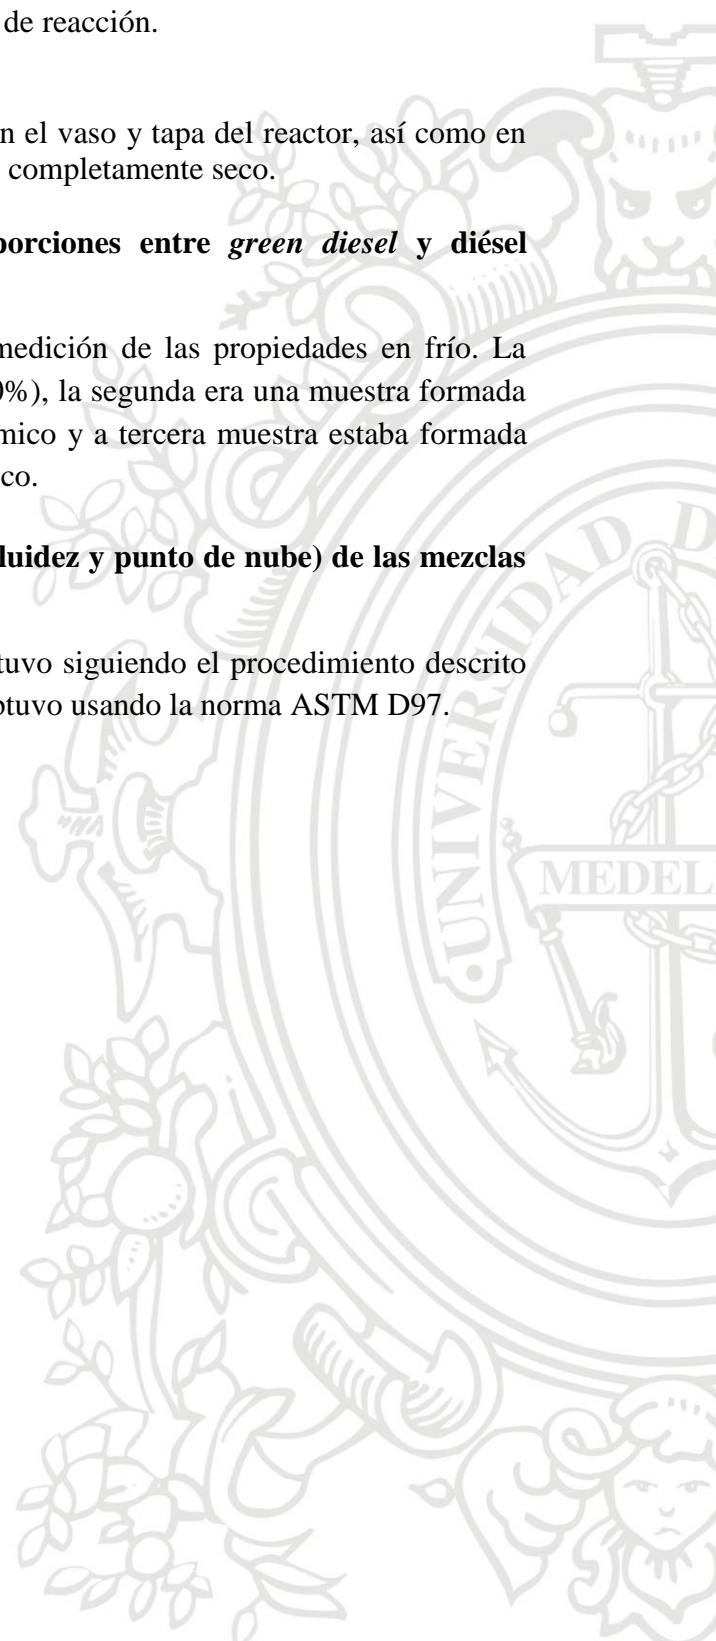 de reacción.
n el vaso y tapa del reactor, así como en
completamente seco.
porciones entre green diesel y diésel
medición de las propiedades en frío. La
0%), la segunda era una muestra formada
mico y a tercera muestra estaba formada
co.
luidez y punto de nube) de las mezclas
tuvo siguiendo el procedimiento descrito
btuvo usando la norma ASTM D97.
UNIVERSIDAD D
MEDEL